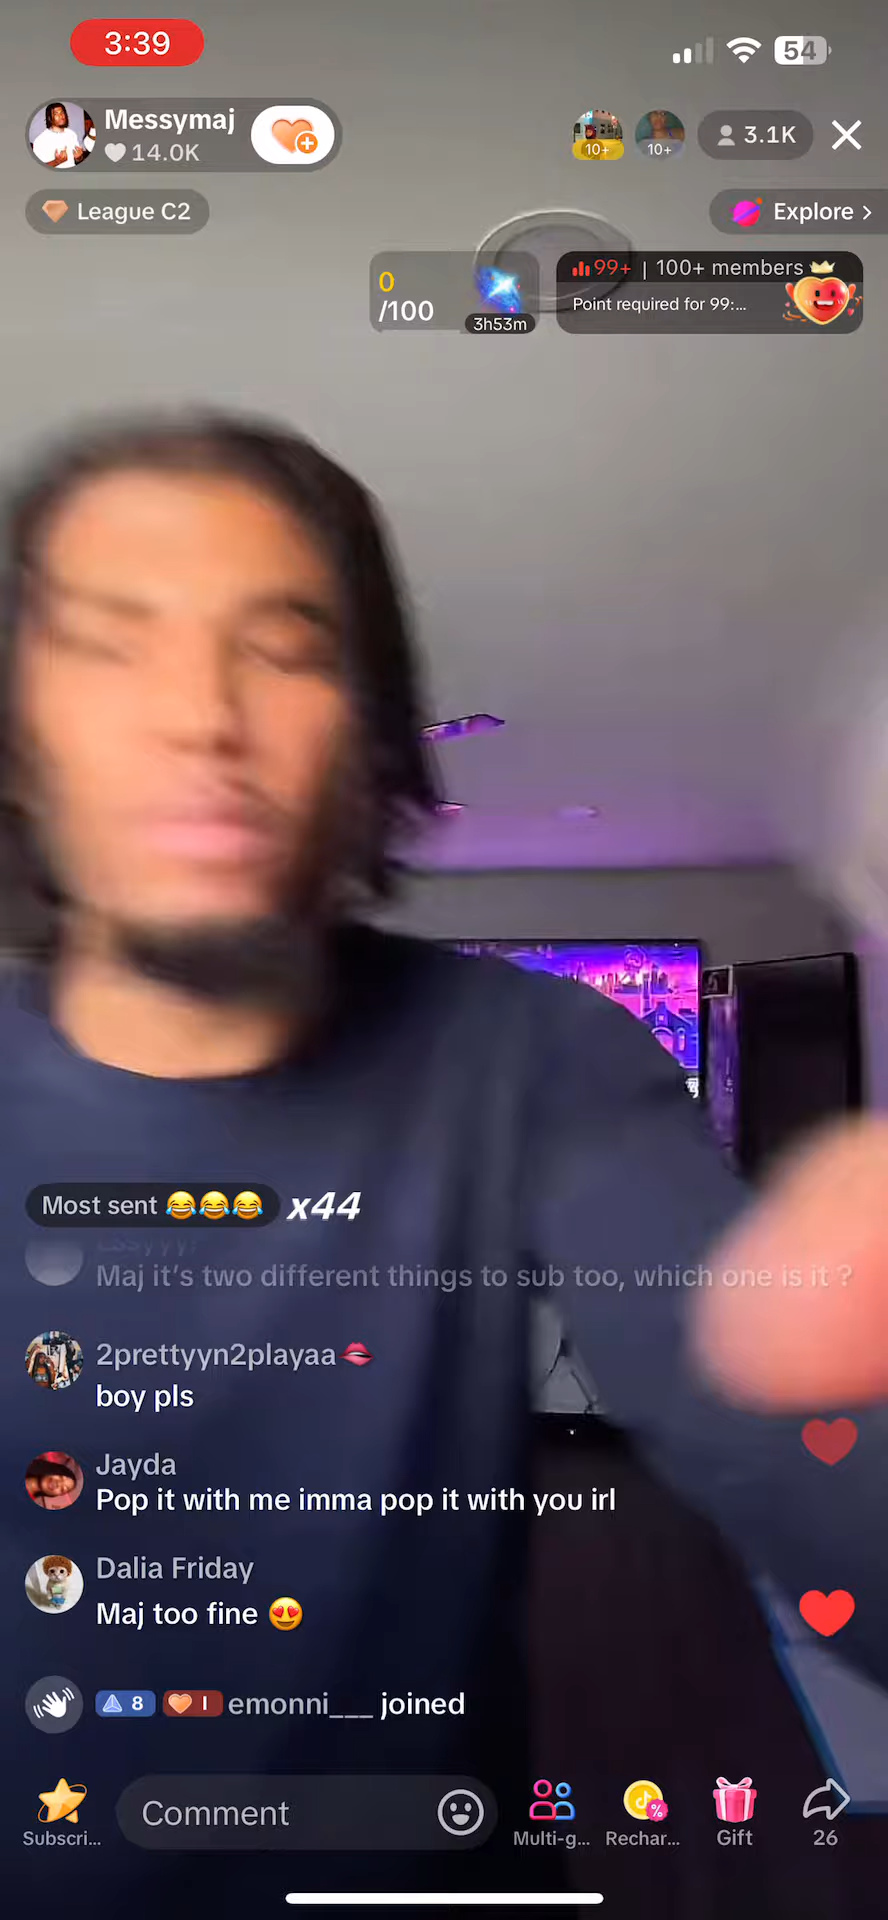 3:39
54
Messymaj
14.0K
10+
10+
3.1K
League C2
Explore >
0
/100
3h53m
99+ | 100+ members
Point required for 99:...
Most sent 😂😂😂 x44
Maj it's two different things to sub too, which one is it ?
2prettyyn2playaa🫦
boy pls
Jayda
Pop it with me imma pop it with you irl
Dalia Friday
Maj too fine 😍
8 I emonni___ joined
Subscri...
Comment
Multi-g...
Rechar...
Gift
26